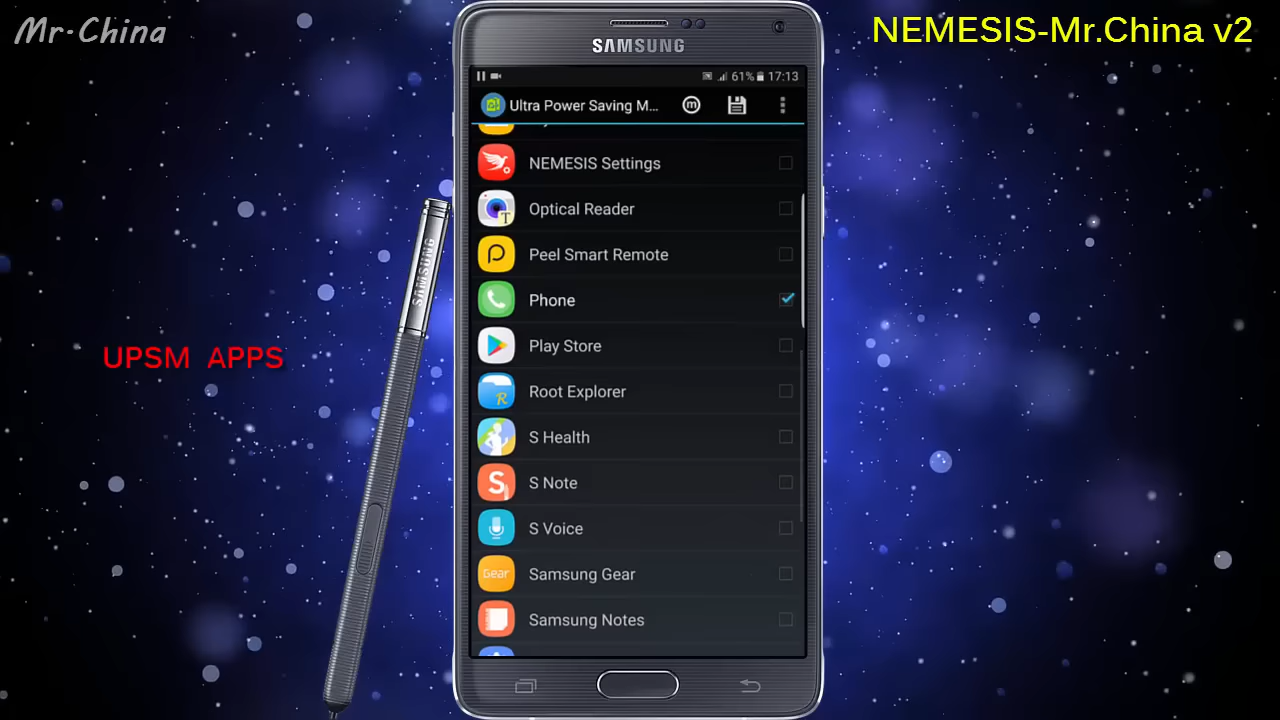 Mr-China
NEMESIS-Mr.China v2
SAMSUNG
61% 17:13
Ultra Power Saving M...
NEMESIS Settings
Optical Reader
Peel Smart Remote
Phone
Play Store
Root Explorer
S Health
S Note
S Voice
Gear
Samsung Gear
Samsung Notes
UPSM APPS
SAMSUNG